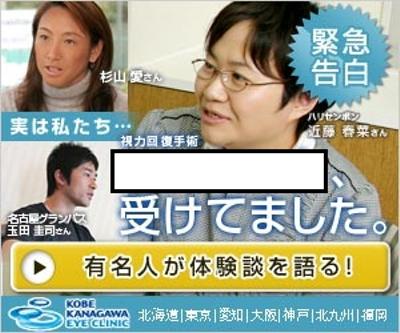 緊急
告白
杉山 愛さん
ハリセンボン
近藤 春菜さん
実は私たち…
視力回復手術
、
名古屋グランパス
玉田 圭司さん
受けてました。
有名人が体験談を語る!
KOBE
KANAGAWA
EYE CLINIC
北海道|東京|愛知|大阪|神戸|北九州|福岡